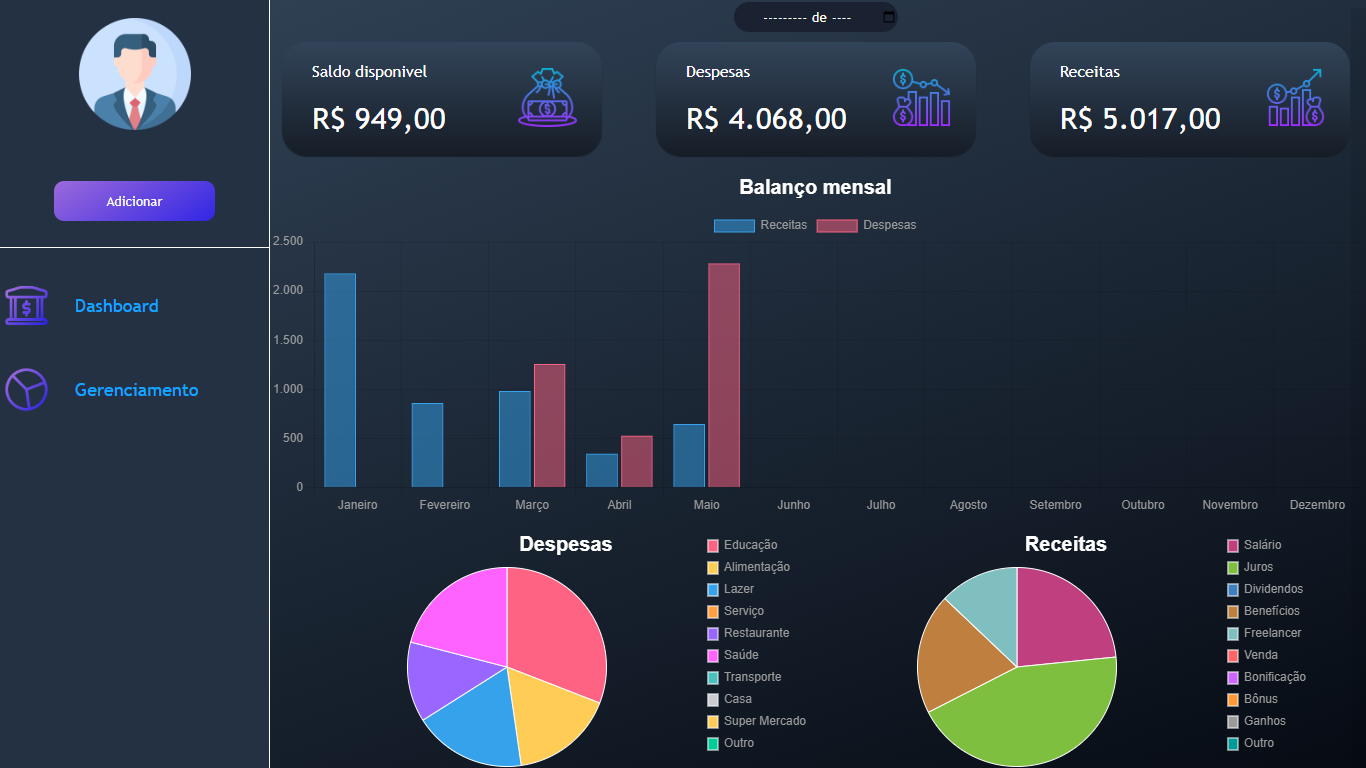 --------- de ----
Saldo disponivel
R$ 949,00
Despesas
R$ 4.068,00
Receitas
R$ 5.017,00
Adicionar
Dashboard
Gerenciamento
Balanço mensal
Receitas Despesas
2.500
2.000
1.500
1.000
500
0
Janeiro Fevereiro Março Abril Maio Junho Julho Agosto Setembro Outubro Novembro Dezembro
Despesas
Educação
Alimentação
Lazer
Serviço
Restaurante
Saúde
Transporte
Casa
Super Mercado
Outro
Receitas
Salário
Juros
Dividendos
Benefícios
Freelancer
Venda
Bonificação
Bônus
Ganhos
Outro